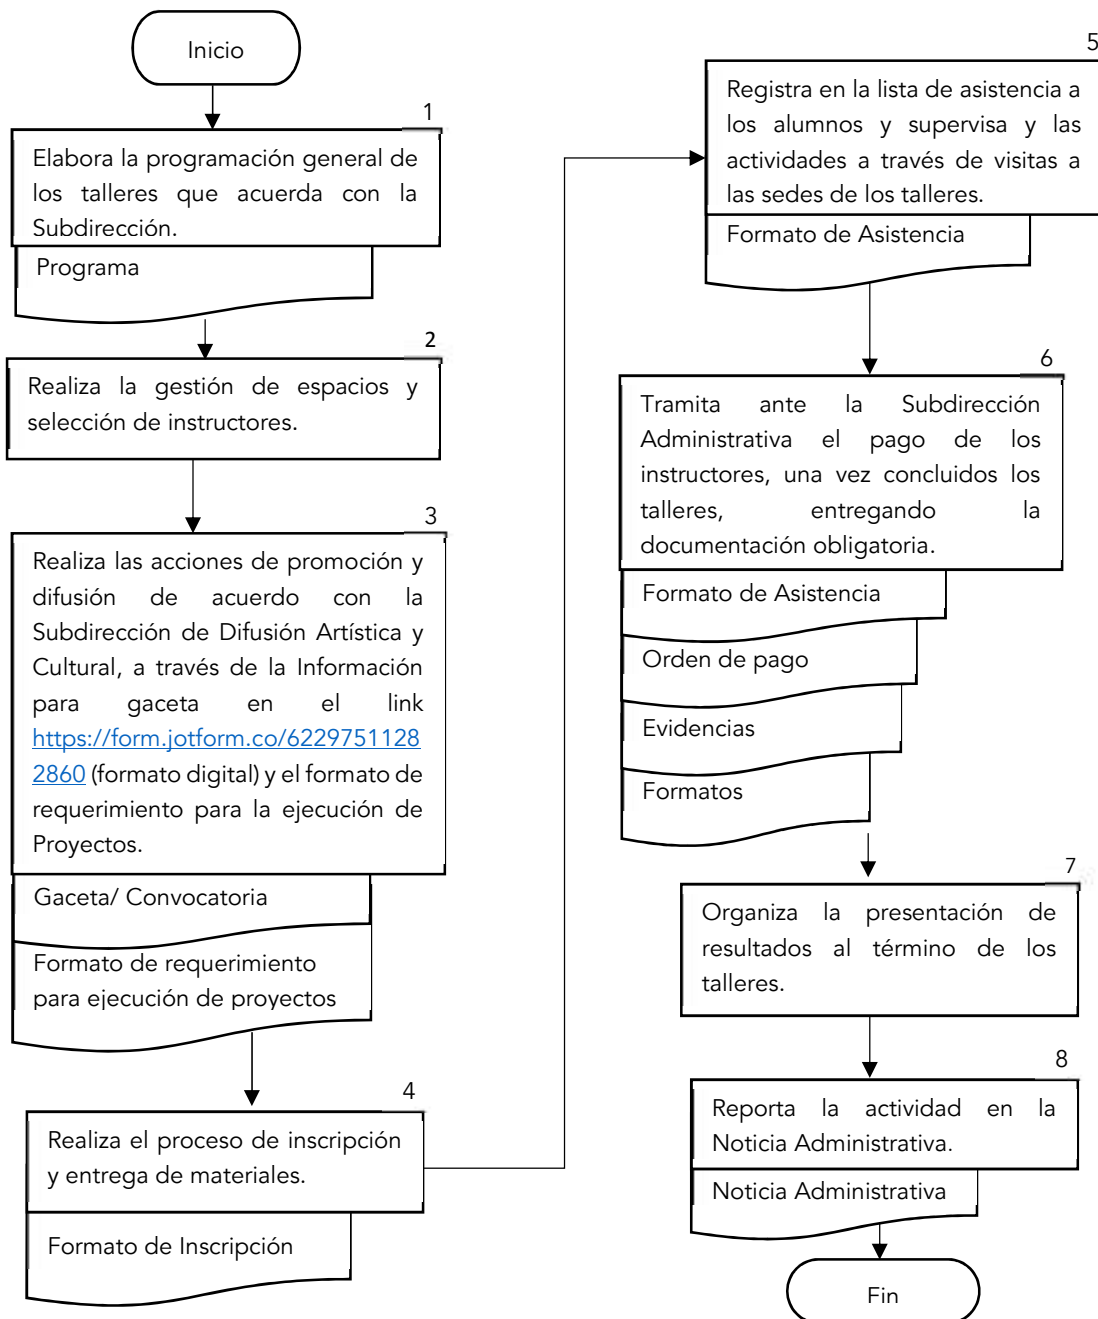 Inicio
1
Elabora la programación general de
los talleres que acuerda con la
Subdirección.
Programa
2
Realiza la gestión de espacios y
selección de instructores.
3
Realiza las acciones de promoción y
difusión de acuerdo con la
Subdirección de Difusión Artística y
Cultural, a través de la Información
para gaceta en el link
https://form.jotform.co/6229751128
2860 (formato digital) y el formato de
requerimiento para la ejecución de
Proyectos.
Gaceta/ Convocatoria
Formato de requerimiento
para ejecución de proyectos
4
Realiza el proceso de inscripción
y entrega de materiales.
Formato de Inscripción
5
Registra en la lista de asistencia a
los alumnos y supervisa y las
actividades a través de visitas a
las sedes de los talleres.
Formato de Asistencia
6
Tramita ante la Subdirección
Administrativa el pago de los
instructores, una vez concluidos los
talleres, entregando la
documentación obligatoria.
Formato de Asistencia
Orden de pago
Evidencias
Formatos
7
Organiza la presentación de
resultados al término de los
talleres.
8
Reporta la actividad en la
Noticia Administrativa.
Noticia Administrativa
Fin